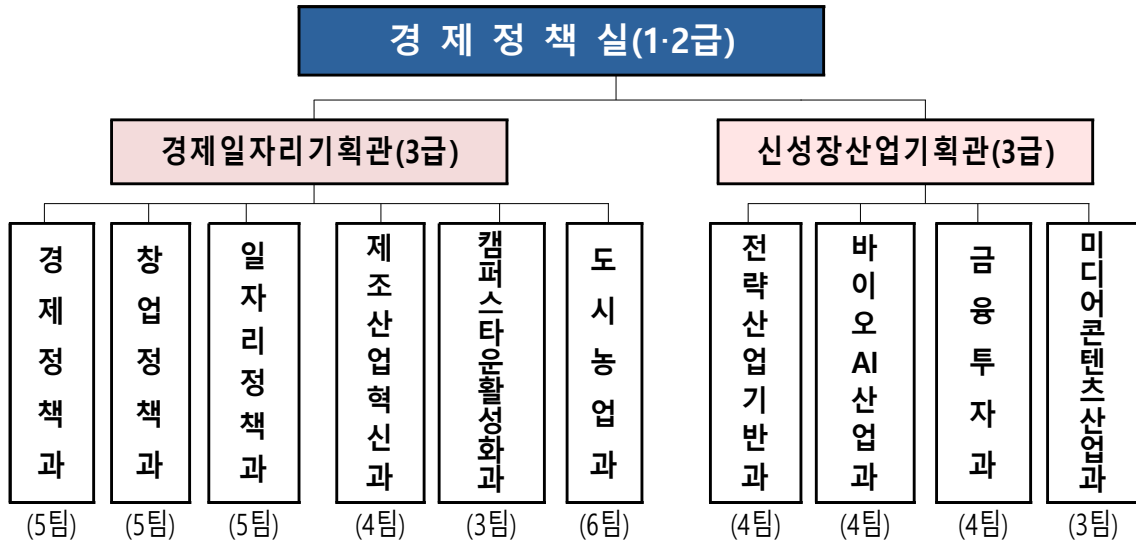 경 제 정 책 실(1·2급)
경제일자리기획관(3급)
신성장산업기획관(3급)
경제정책과
창업정책과
일자리정책과
제조산업혁신과
캠퍼스타운활성화과
도시농업과
전략산업기반과
바이오AI산업과
금융투자과
미디어콘텐츠산업과
(5팀) (5팀) (5팀) (4팀) (3팀) (6팀) (4팀) (4팀) (4팀) (3팀)